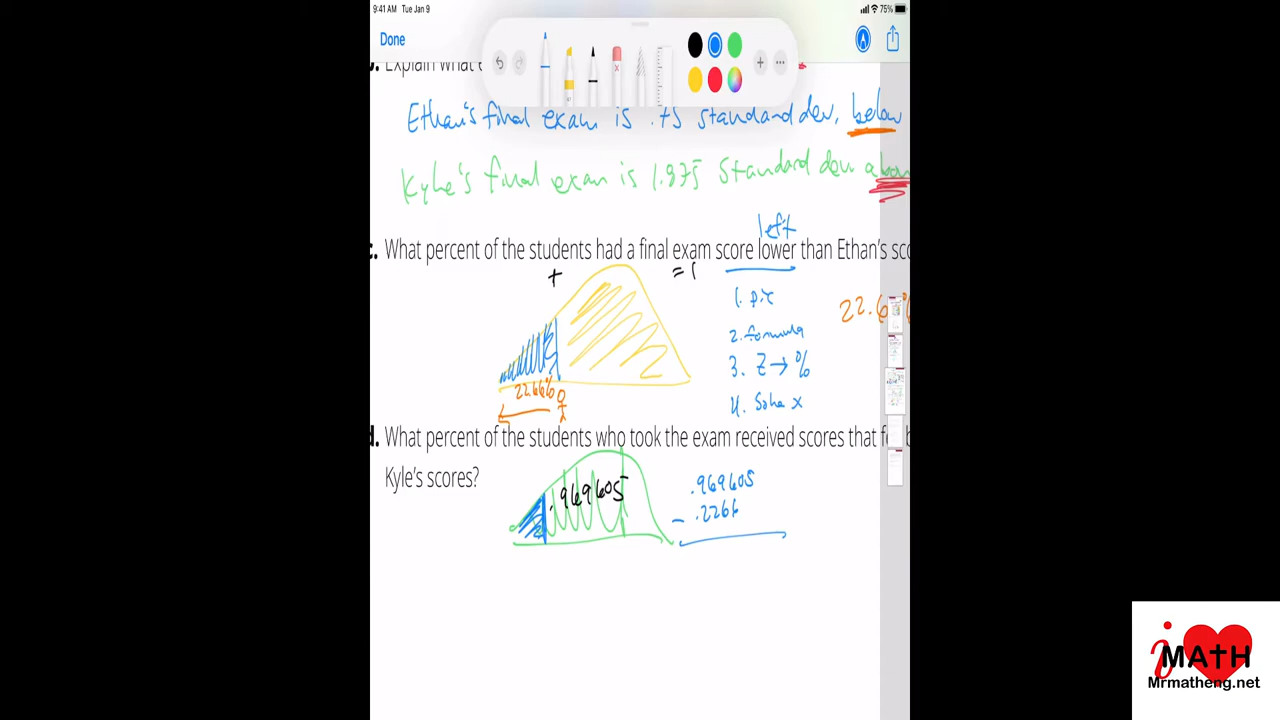 9:41 AM Tue Jan 9
75%
Done
Explain what
Ethan's final exam is .75 standard dev. below
Kyle's final exam is 1.875 standard dev above
left
c. What percent of the students had a final exam score lower than Ethan's sco
+ = 1
1. pic
2. formula
3. Z → %
4. Solve x
22.6%
22.66%
d. What percent of the students who took the exam received scores that fe b
Kyle's scores?
.969605
.969605
- .2266
i MATH
Mrmatheng.net